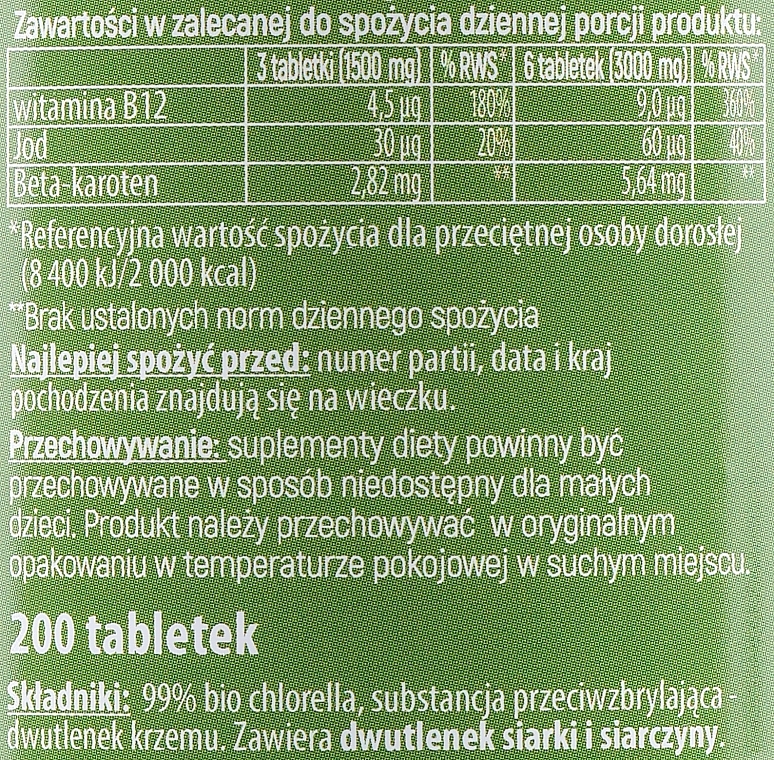 Zawartości w zalecanej do spożycia dziennej porcji produktu:
3 tabletki (1500 mg) % RWS* 6 tabletek (3000 mg) % RWS*
witamina B12 4,5 µg 180% 9,0 µg 360%
Jod 30 µg 20% 60 µg 40%
Beta-karoten 2,82 mg ** 5,64 mg **
*Referencyjna wartość spożycia dla przeciętnej osoby dorosłej
(8 400 kJ/2 000 kcal)
**Brak ustalonych norm dziennego spożycia
Najlepiej spożyć przed: numer partii, data i kraj
pochodzenia znajdują się na wieczku.
Przechowywanie: suplementy diety powinny być
przechowywane w sposób niedostępny dla małych
dzieci. Produkt należy przechowywać w oryginalnym
opakowaniu w temperaturze pokojowej w suchym miejscu.
200 tabletek
Składniki: 99% bio chlorella, substancja przeciwzbrylająca -
dwutlenek krzemu. Zawiera dwutlenek siarki i siarczyny.